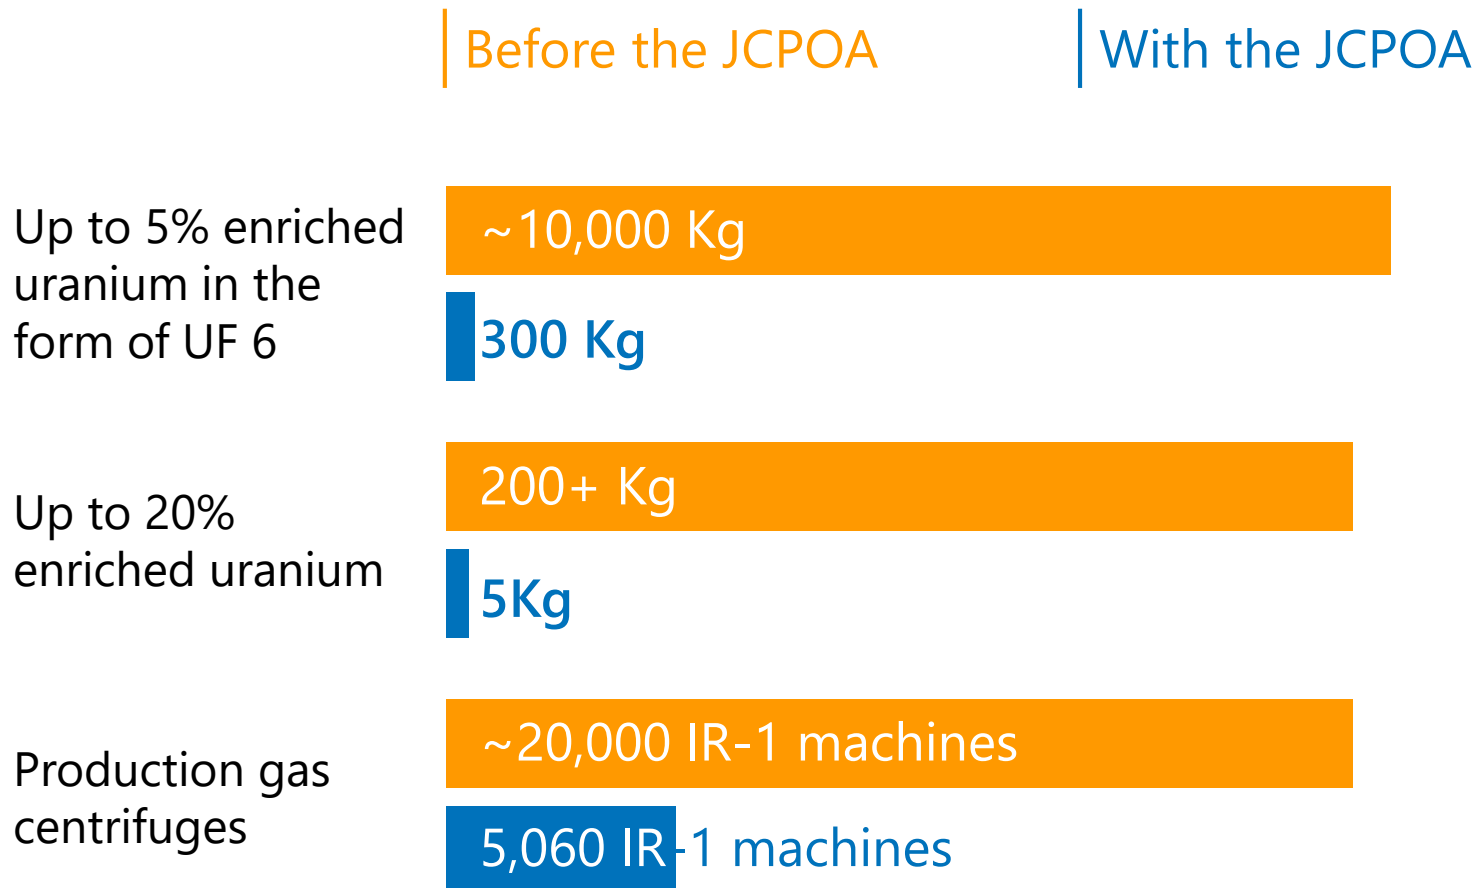 Before the JCPOA
With the JCPOA
Up to 5% enriched
uranium in the
form of UF 6
~10,000 Kg
300 Kg
Up to 20%
enriched uranium
200+ Kg
5Kg
Production gas
centrifuges
~20,000 IR-1 machines
5,060 IR-1 machines